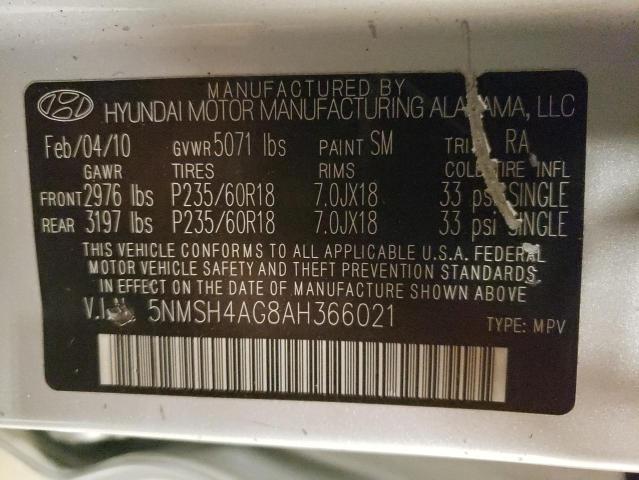 MANUFACTURED BY
HYUNDAI MOTOR MANUFACTURING ALABAMA, LLC
Feb/04/10 GVWR 5071 lbs PAINT SM TRIM RA
GAWR TIRES RIMS COLD TIRE INFL
FRONT 2976 lbs P235/60R18 7.0JX18 33 psi SINGLE
REAR 3197 lbs P235/60R18 7.0JX18 33 psi SINGLE
THIS VEHICLE CONFORMS TO ALL APPLICABLE U.S.A. FEDERAL
MOTOR VEHICLE SAFETY AND THEFT PREVENTION STANDARDS
IN EFFECT ON THE DATE OF MANUFACTURE SHOWN ABOVE
V.I.N 5NMSH4AG8AH366021 TYPE: MPV